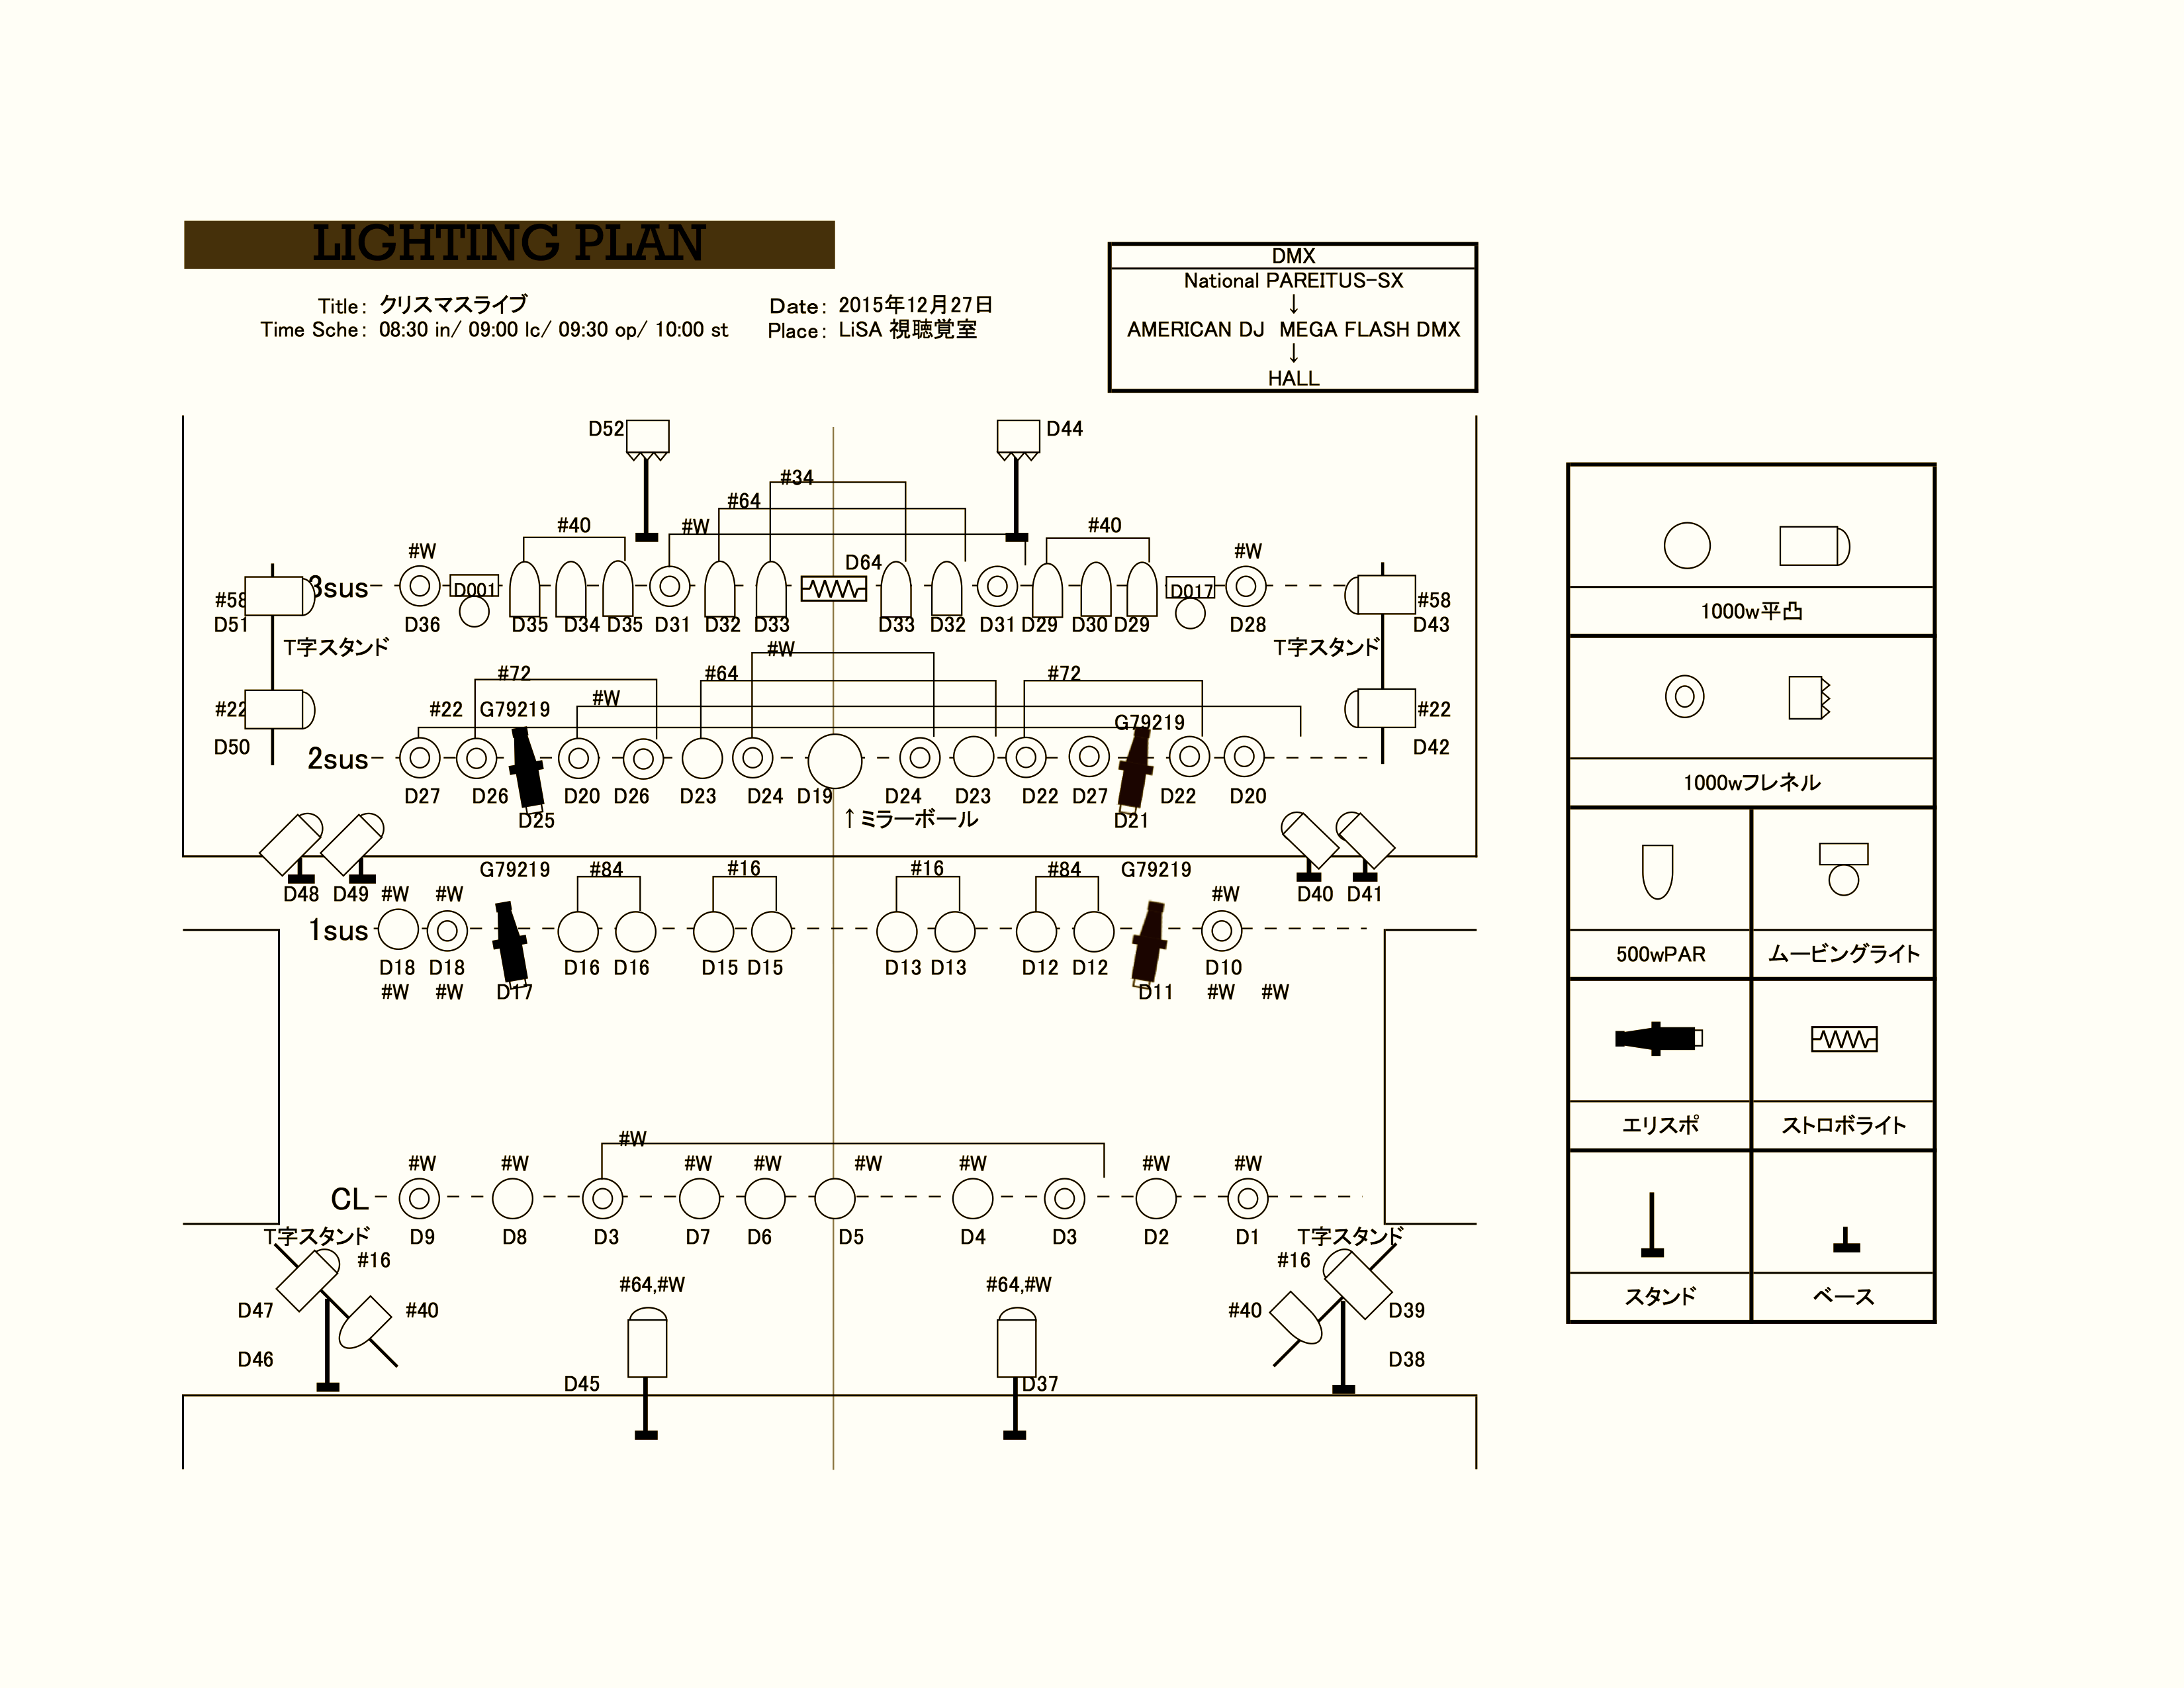 LIGHTING PLAN
Title: クリスマスライブ
Date: 2015年12月27日
Time Sche: 08:30 in/ 09:00 lc/ 09:30 op/ 10:00 st
Place: LiSA 視聴覚室
DMX
National PAREITUS-SX
↓
AMERICAN DJ MEGA FLASH DMX
↓
HALL
D52 D44
#34
#64
#40 #W #40
#W D64 #W
3sus D001 D017
#58 #58
D51 D36 D35 D34 D35 D31 D32 D33 D33 D32 D31 D29 D30 D29 D28 D43
T字スタンド #W T字スタンド
#72 #64 #72
#W
#22 #22 G79219 G79219 #22
D50 D42
2sus
D27 D26 D20 D26 D23 D24 D19 D24 D23 D22 D27 D22 D20
D25 ↑ミラーボール D21
G79219 #84 #16 #16 #84 G79219
D48 D49 #W #W #W D40 D41
1sus
D18 D18 D16 D16 D15 D15 D13 D13 D12 D12 D10
#W #W D17 D11 #W #W
#W
#W #W #W #W #W #W #W #W
CL
D9 D8 D3 D7 D6 D5 D4 D3 D2 D1
T字スタンド T字スタンド
#16 #16
#64,#W #64,#W
D47 #40 #40 D39
D46 D38
D45 D37
1000w平凸
1000wフレネル
500wPAR ムービングライト
エリスポ ストロボライト
スタンド ベース